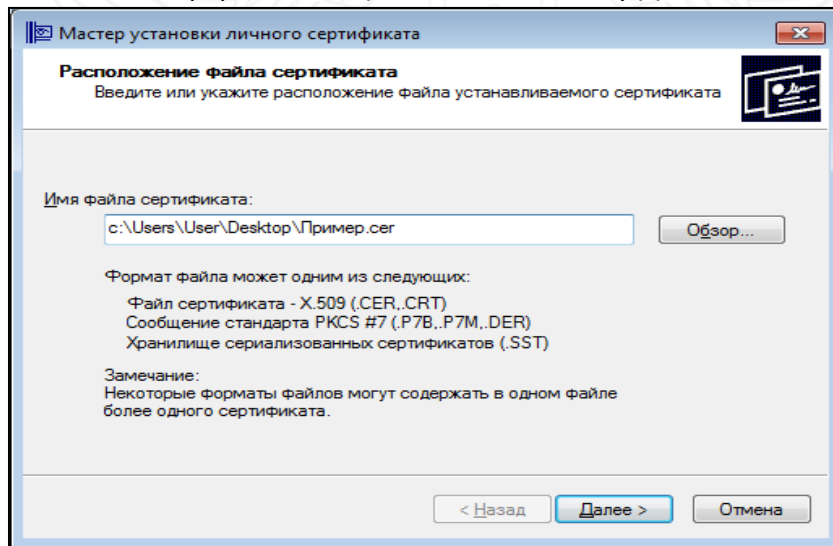 Мастер установки личного сертификата
Расположение файла сертификата
Введите или укажите расположение файла устанавливаемого сертификата
Имя файла сертификата:
c:\Users\User\Desktop\Пример.cer
Обзор...
Формат файла может одним из следующих:
Файл сертификата - X.509 (.CER,.CRT)
Сообщение стандарта PKCS #7 (.P7B,.P7M,.DER)
Хранилище сериализованных сертификатов (.SST)
Замечание:
Некоторые форматы файлов могут содержать в одном файле
более одного сертификата.
< Назад Далее > Отмена